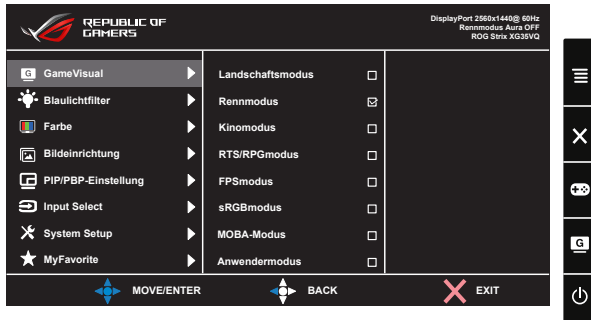 REPUBLIC OF
GAMERS
DisplayPort 2560x1440@ 60Hz
Rennmodus Aura OFF
ROG Strix XG35VQ
G GameVisual
Blaulichtfilter
Farbe
Bildeinrichtung
PIP/PBP-Einstellung
Input Select
System Setup
MyFavorite
Landschaftsmodus
Rennmodus
Kinomodus
RTS/RPGmodus
FPSmodus
sRGBmodus
MOBA-Modus
Anwendermodus
MOVE/ENTER
BACK
EXIT
G